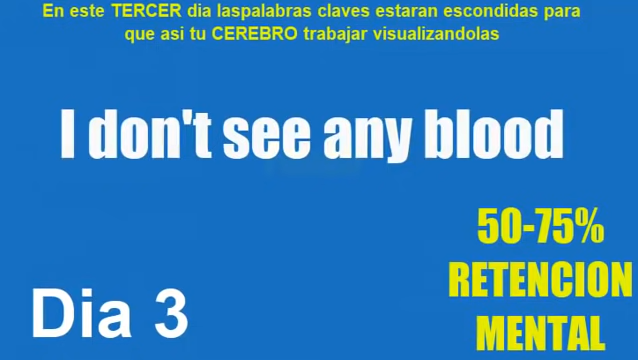 En este TERCER dia laspalabras claves estaran escondidas para
que asi tu CEREBRO trabajar visualizandolas
I don't see any blood
50-75%
RETENCION
MENTAL
Dia 3